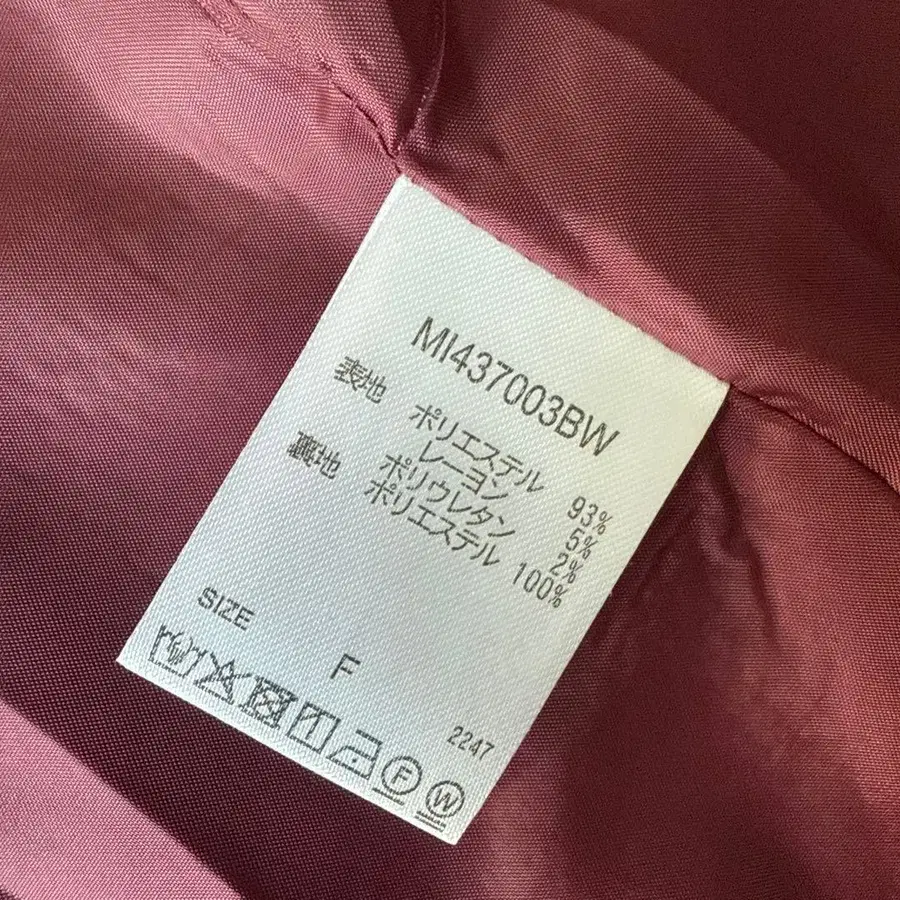 MI437003BW
表地 ポリエステル 93%
レーヨン 5%
ポリウレタン 2%
裏地 ポリエステル 100%
SIZE
F
2247
F W